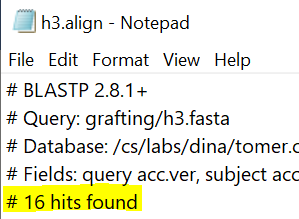 h3.align - Notepad
File Edit Format View Help
# BLASTP 2.8.1+
# Query: grafting/h3.fasta
# Database: /cs/labs/dina/tomer.c
# Fields: query acc.ver, subject acc
# 16 hits found